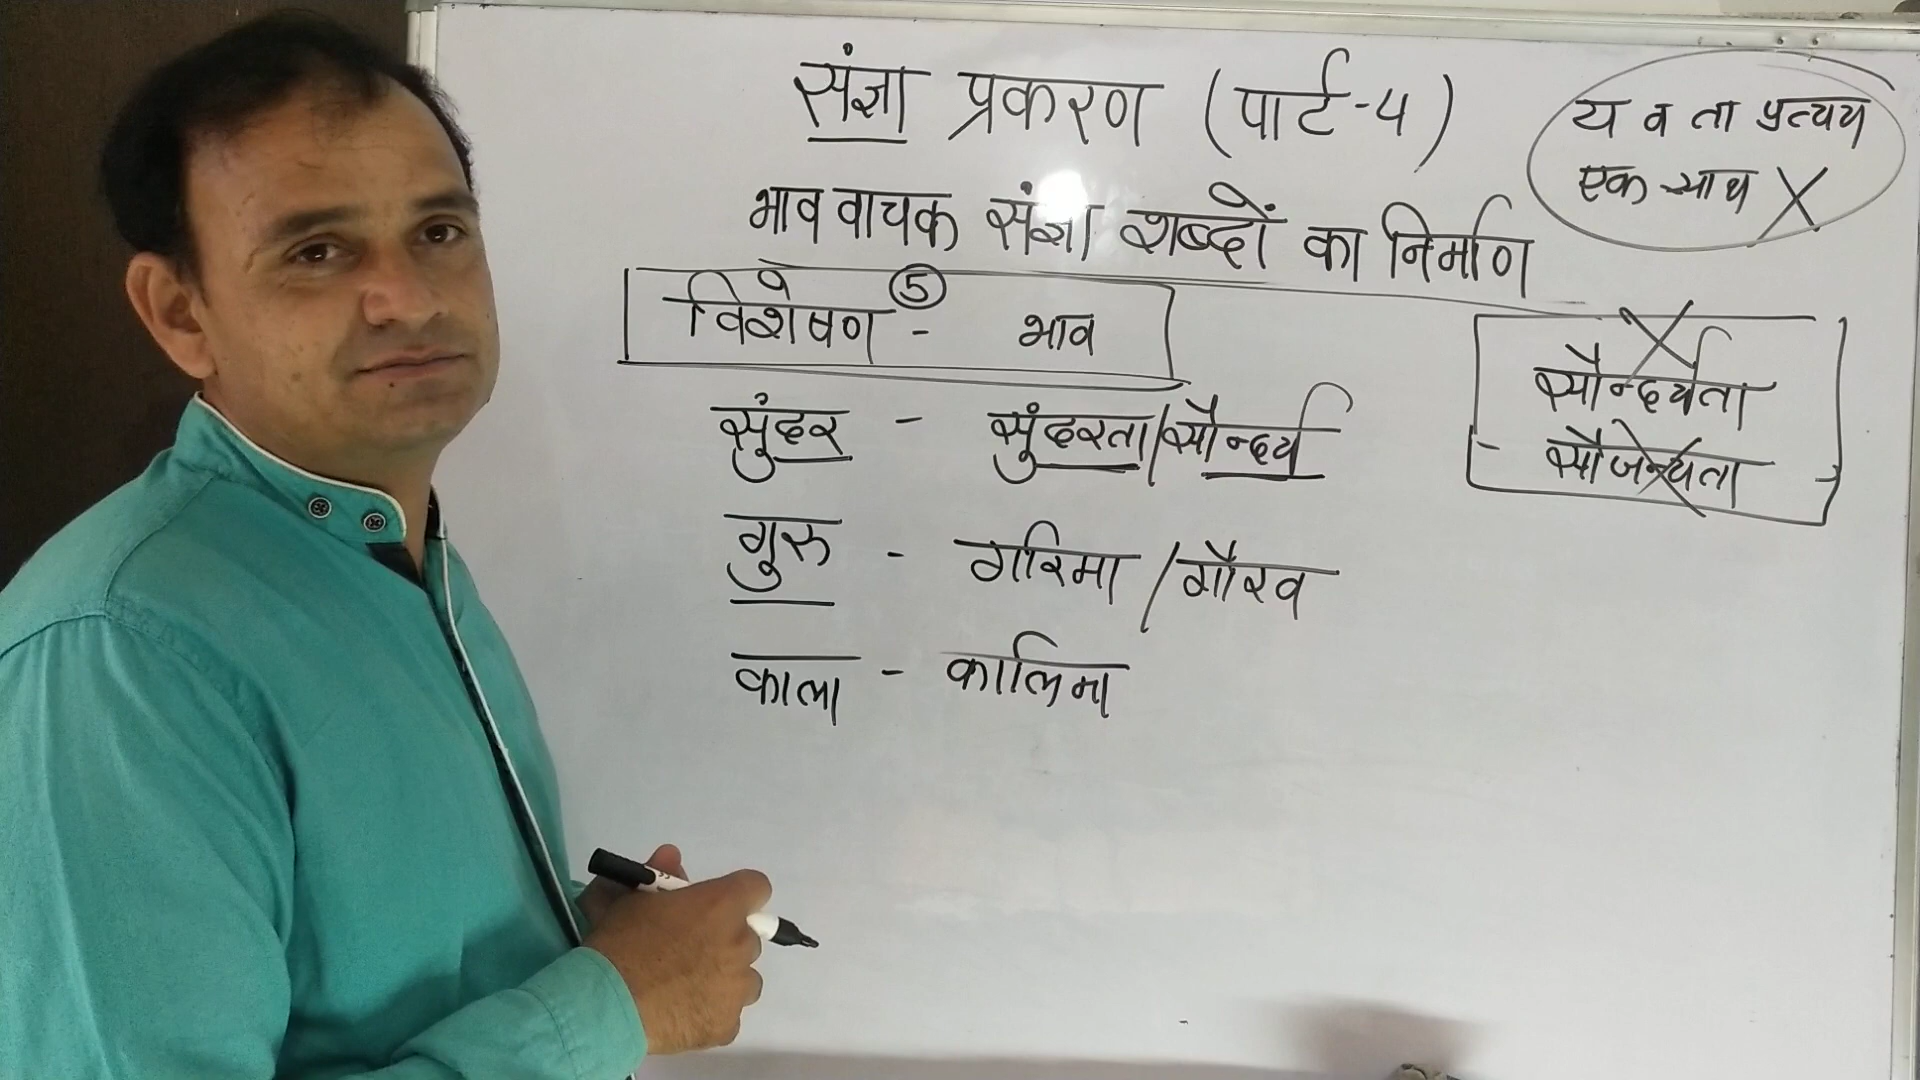 संज्ञा प्रकरण (पार्ट-4)
य व ता प्रत्यय
एक साथ X
भाववाचक संज्ञा शब्दों का निर्माण
विशेषण - भाव
5
सुंदर - सुंदरता/सौन्दर्य
गुरु - गरिमा/गौरव
काला - कालिमा
सौन्दर्यता
सौजन्यता